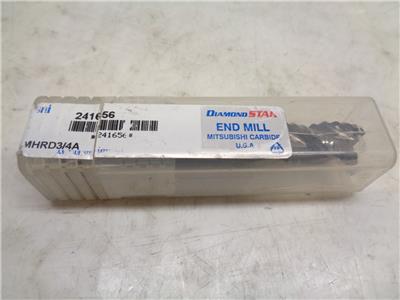 241656
*241656*
MHRD3/4A
DIAMOND STAR
END MILL
MITSUBISHI CARBIDE
U.S.A